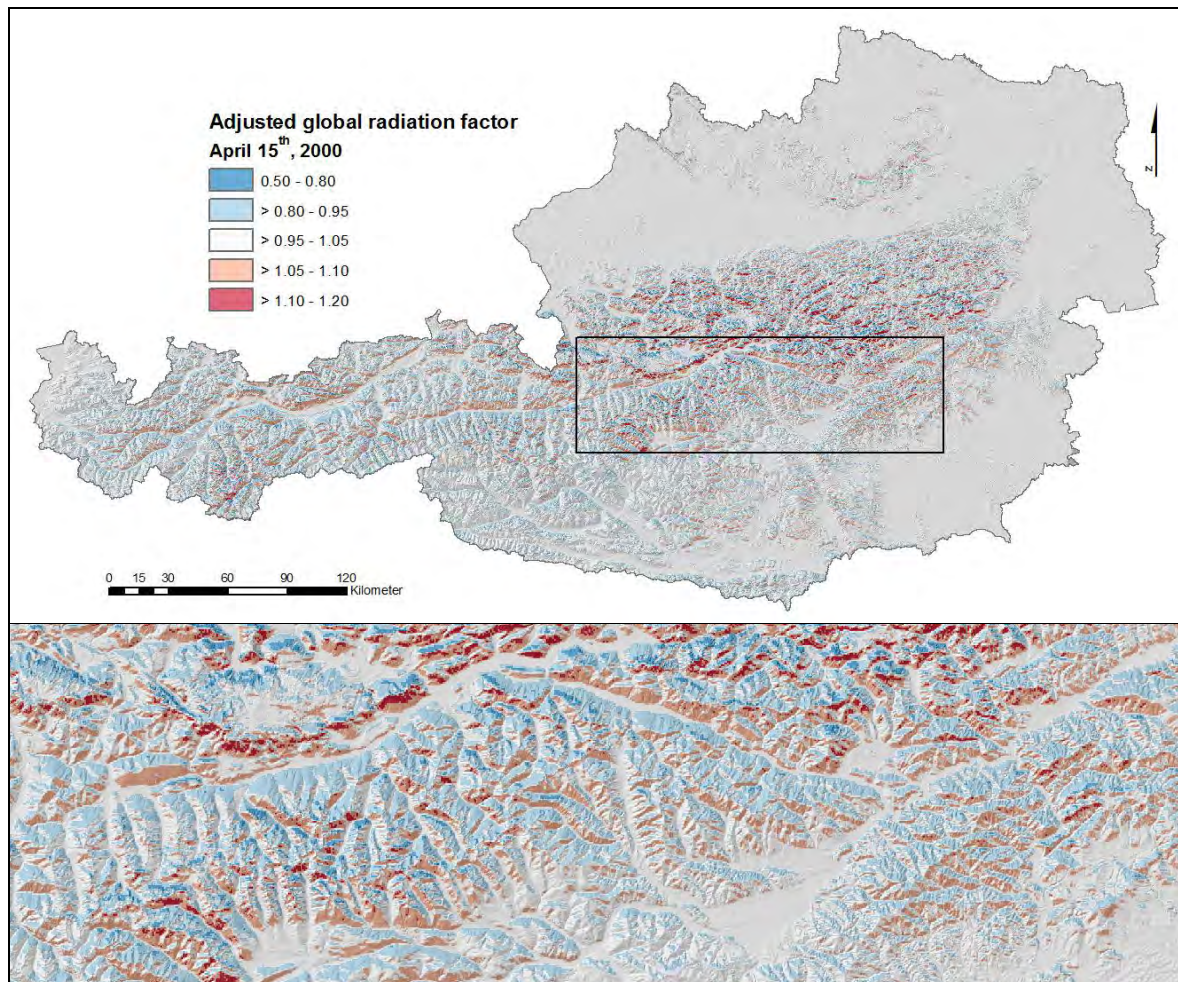 Adjusted global radiation factor
April 15th, 2000
0.50 - 0.80
> 0.80 - 0.95
> 0.95 - 1.05
> 1.05 - 1.10
> 1.10 - 1.20
N
0 15 30 60 90 120
Kilometer